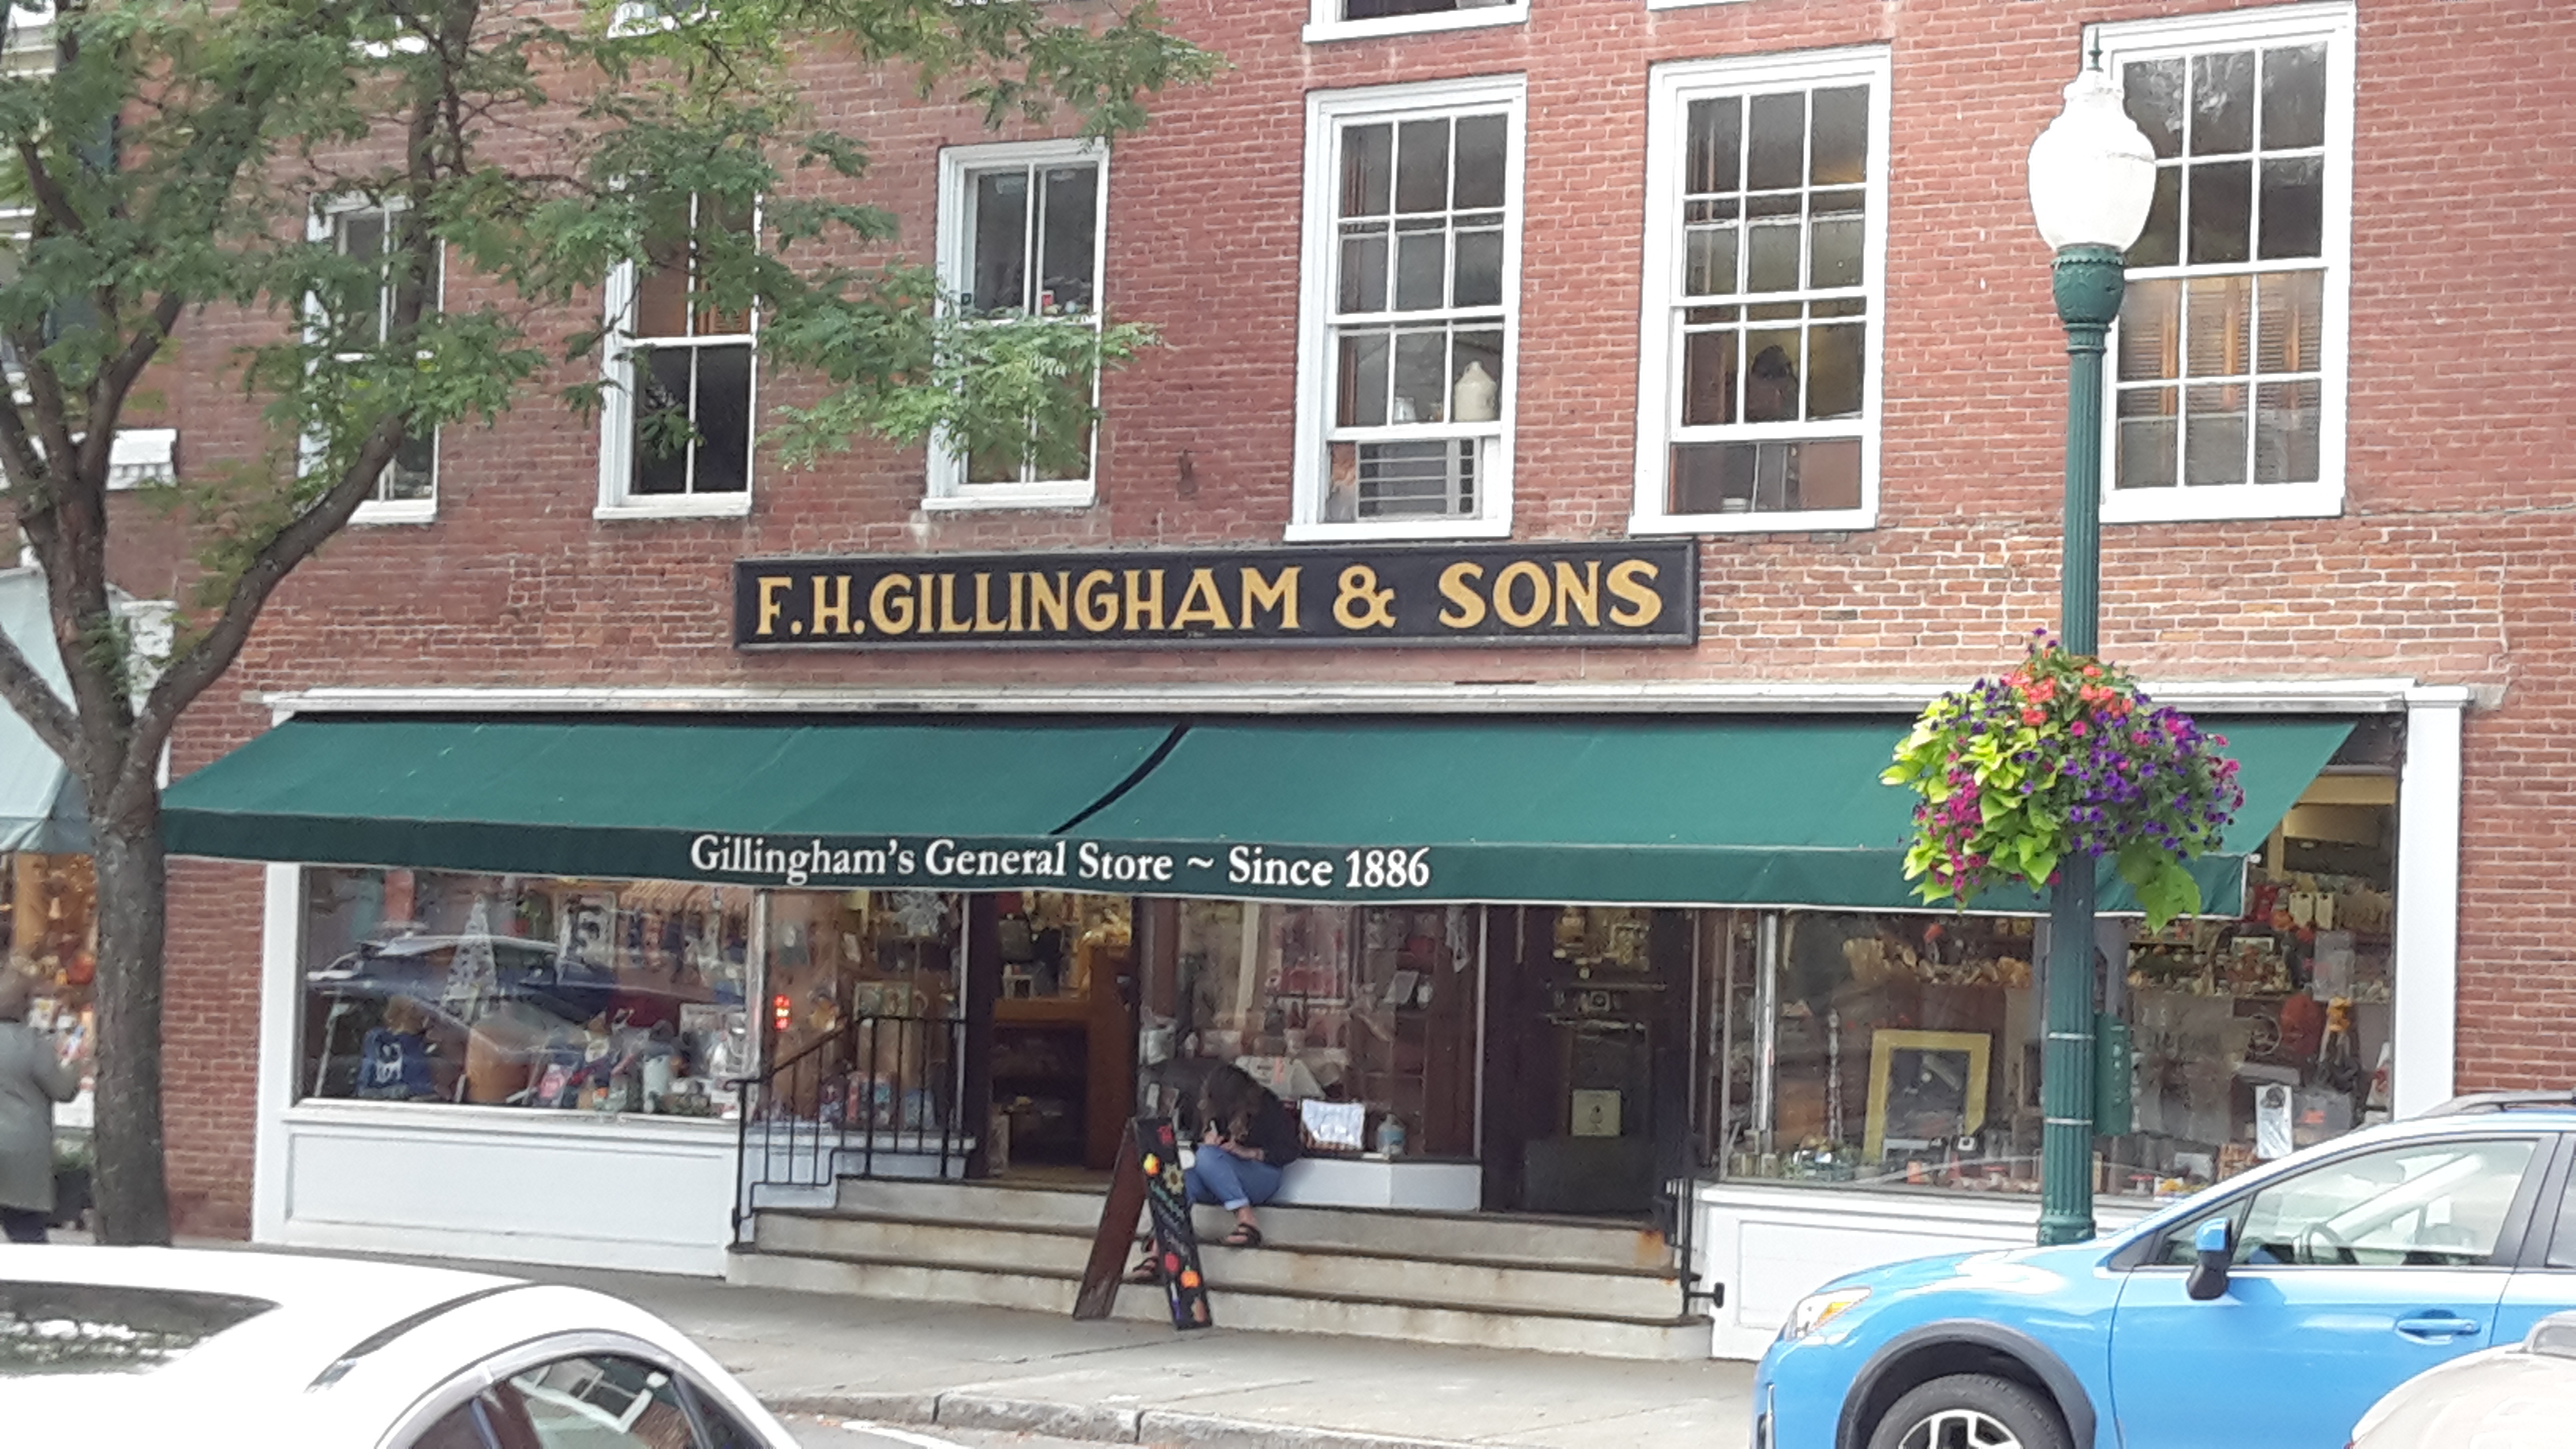 F.H.GILLINGHAM & SONS
Gillingham's General Store ~ Since 1886